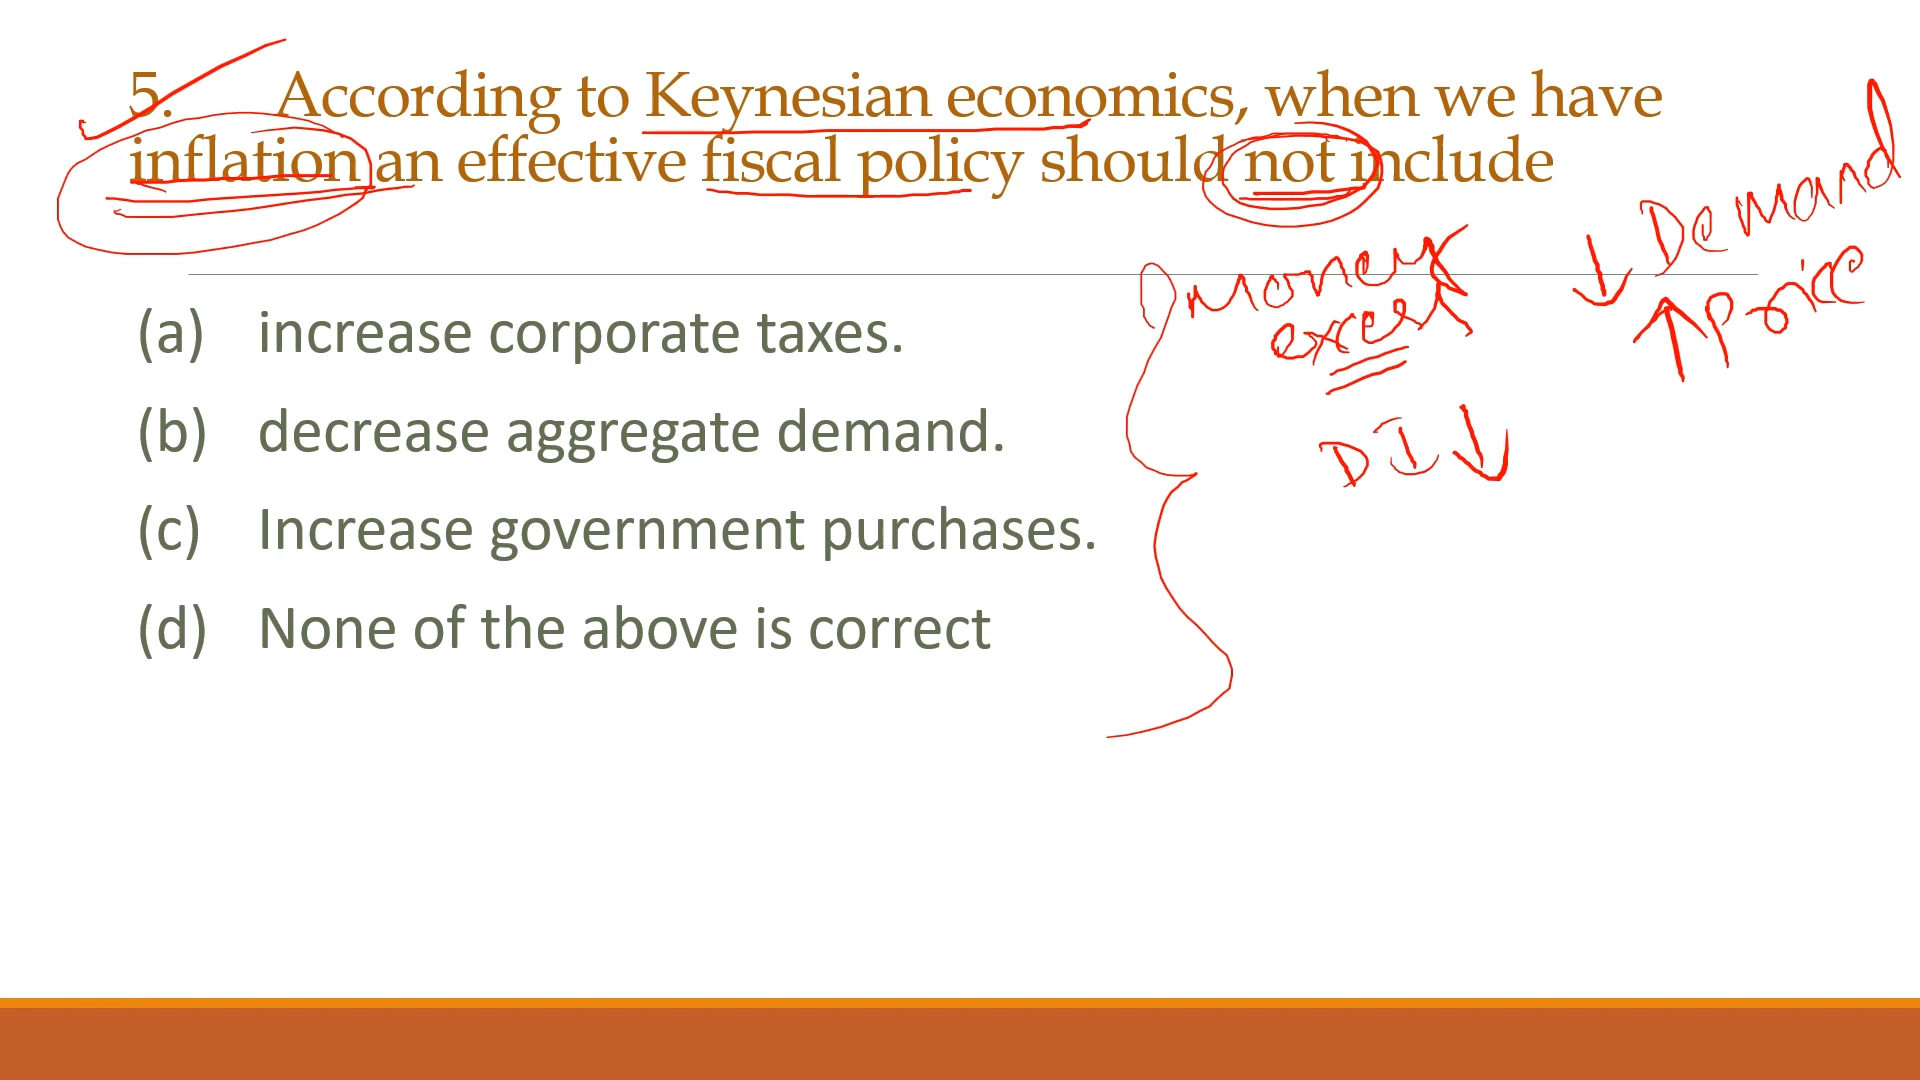 5. According to Keynesian economics, when we have
inflation an effective fiscal policy should not include
(a) increase corporate taxes.
(b) decrease aggregate demand.
(c) Increase government purchases.
(d) None of the above is correct
Money
↓ Demand
↑ Price
DI ↓